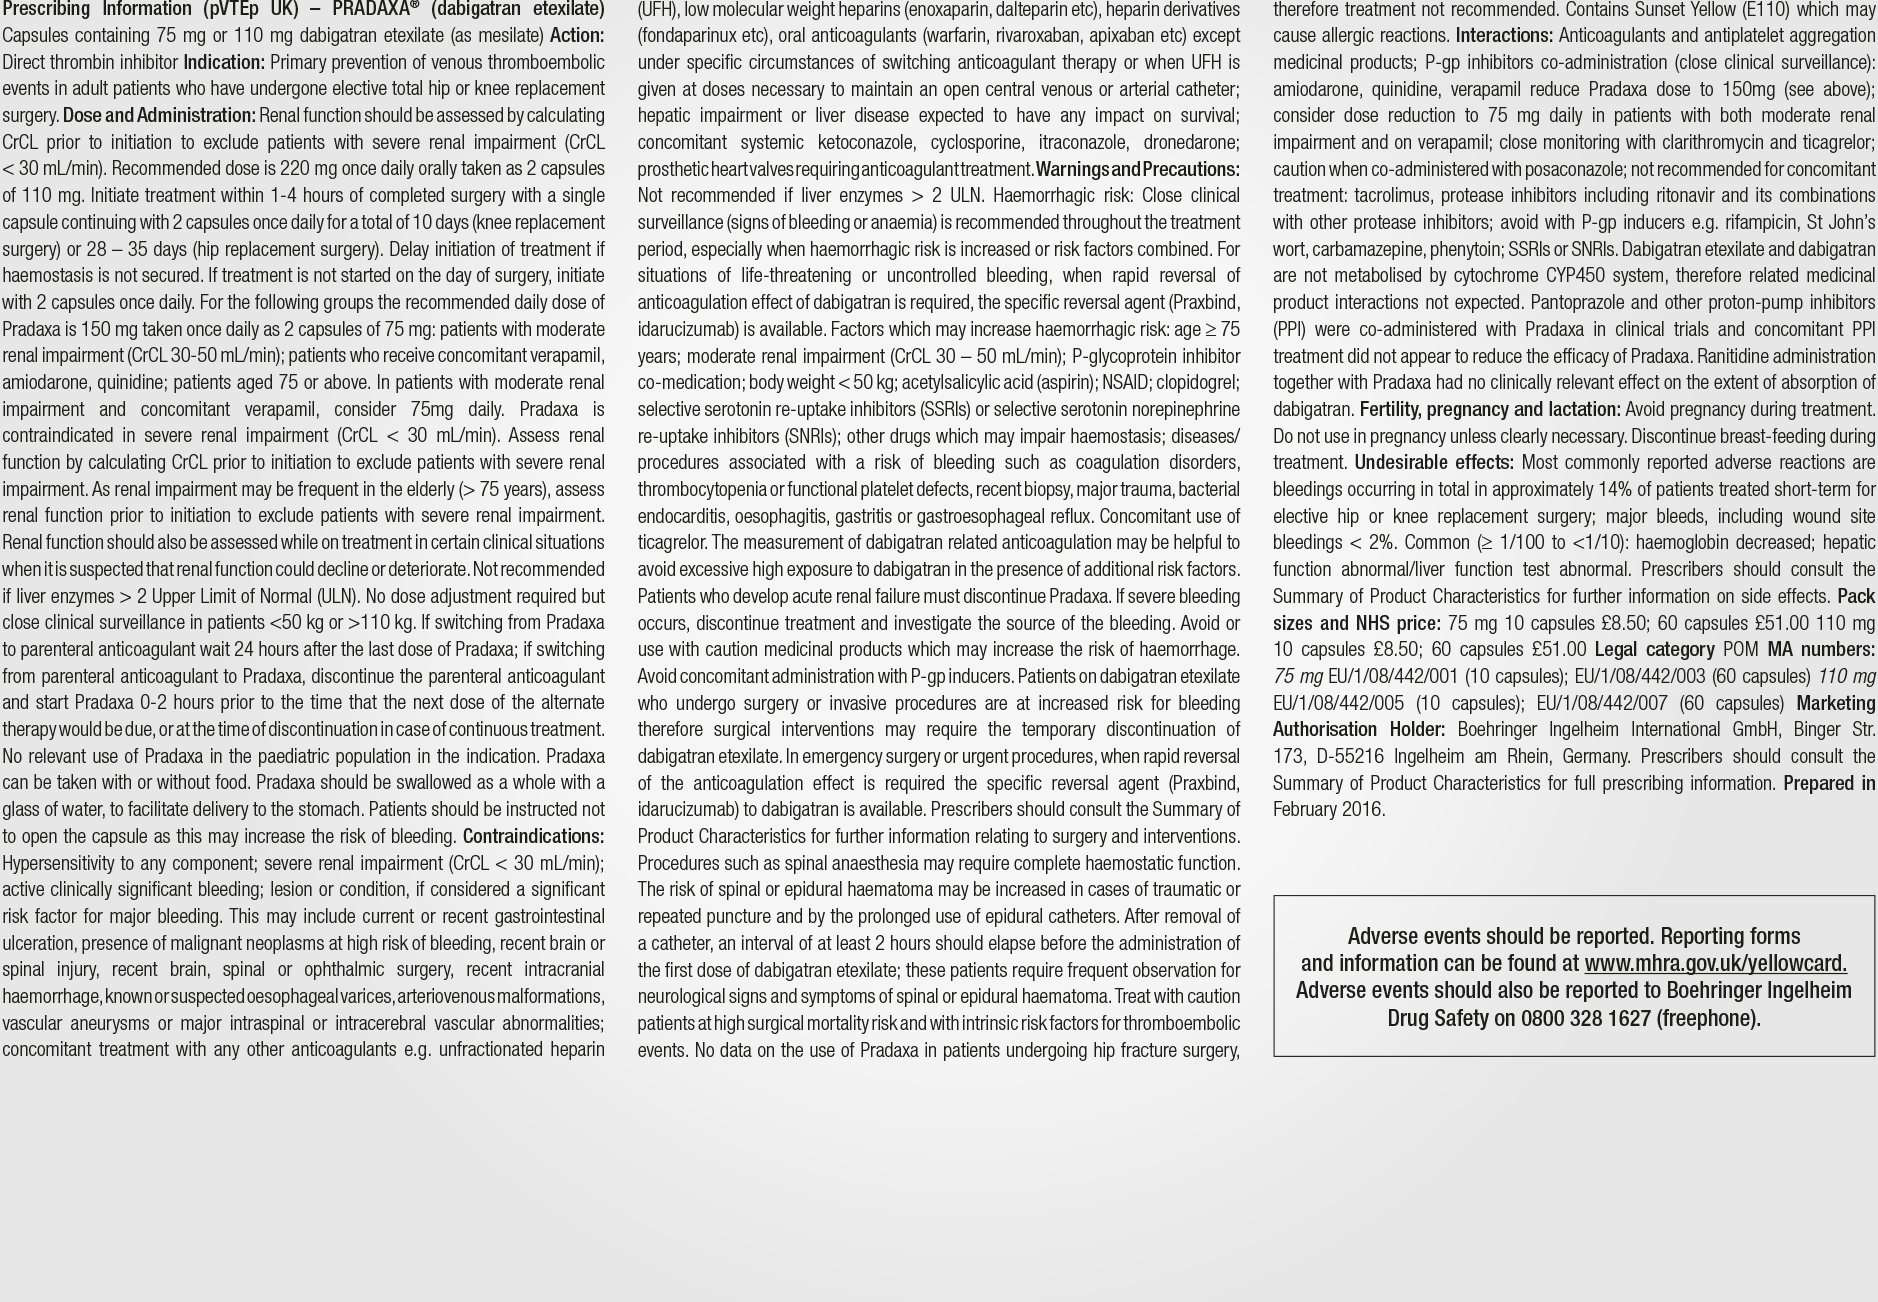 Prescribing Information (pVTEp UK) – PRADAXA® (dabigatran etexilate)
Capsules containing 75 mg or 110 mg dabigatran etexilate (as mesilate) Action:
Direct thrombin inhibitor Indication: Primary prevention of venous thromboembolic
events in adult patients who have undergone elective total hip or knee replacement
surgery. Dose and Administration: Renal function should be assessed by calculating
CrCL prior to initiation to exclude patients with severe renal impairment (CrCL
< 30 mL/min). Recommended dose is 220 mg once daily orally taken as 2 capsules
of 110 mg. Initiate treatment within 1-4 hours of completed surgery with a single
capsule continuing with 2 capsules once daily for a total of 10 days (knee replacement
surgery) or 28 – 35 days (hip replacement surgery). Delay initiation of treatment if
haemostasis is not secured. If treatment is not started on the day of surgery, initiate
with 2 capsules once daily. For the following groups the recommended daily dose of
Pradaxa is 150 mg taken once daily as 2 capsules of 75 mg: patients with moderate
renal impairment (CrCL 30-50 mL/min); patients who receive concomitant verapamil,
amiodarone, quinidine; patients aged 75 or above. In patients with moderate renal
impairment and concomitant verapamil, consider 75mg daily. Pradaxa is
contraindicated in severe renal impairment (CrCL < 30 mL/min). Assess renal
function by calculating CrCL prior to initiation to exclude patients with severe renal
impairment. As renal impairment may be frequent in the elderly (> 75 years), assess
renal function prior to initiation to exclude patients with severe renal impairment.
Renal function should also be assessed while on treatment in certain clinical situations
when it is suspected that renal function could decline or deteriorate. Not recommended
if liver enzymes > 2 Upper Limit of Normal (ULN). No dose adjustment required but
close clinical surveillance in patients <50 kg or >110 kg. If switching from Pradaxa
to parenteral anticoagulant wait 24 hours after the last dose of Pradaxa; if switching
from parenteral anticoagulant to Pradaxa, discontinue the parenteral anticoagulant
and start Pradaxa 0-2 hours prior to the time that the next dose of the alternate
therapy would be due, or at the time of discontinuation in case of continuous treatment.
No relevant use of Pradaxa in the paediatric population in the indication. Pradaxa
can be taken with or without food. Pradaxa should be swallowed as a whole with a
glass of water, to facilitate delivery to the stomach. Patients should be instructed not
to open the capsule as this may increase the risk of bleeding. Contraindications:
Hypersensitivity to any component; severe renal impairment (CrCL < 30 mL/min);
active clinically significant bleeding; lesion or condition, if considered a significant
risk factor for major bleeding. This may include current or recent gastrointestinal
ulceration, presence of malignant neoplasms at high risk of bleeding, recent brain or
spinal injury, recent brain, spinal or ophthalmic surgery, recent intracranial
haemorrhage, known or suspected oesophageal varices, arteriovenous malformations,
vascular aneurysms or major intraspinal or intracerebral vascular abnormalities;
concomitant treatment with any other anticoagulants e.g. unfractionated heparin
(UFH), low molecular weight heparins (enoxaparin, dalteparin etc), heparin derivatives
(fondaparinux etc), oral anticoagulants (warfarin, rivaroxaban, apixaban etc) except
under specific circumstances of switching anticoagulant therapy or when UFH is
given at doses necessary to maintain an open central venous or arterial catheter;
hepatic impairment or liver disease expected to have any impact on survival;
concomitant systemic ketoconazole, cyclosporine, itraconazole, dronedarone;
prosthetic heart valves requiring anticoagulant treatment. Warnings and Precautions:
Not recommended if liver enzymes > 2 ULN. Haemorrhagic risk: Close clinical
surveillance (signs of bleeding or anaemia) is recommended throughout the treatment
period, especially when haemorrhagic risk is increased or risk factors combined. For
situations of life-threatening or uncontrolled bleeding, when rapid reversal of
anticoagulation effect of dabigatran is required, the specific reversal agent (Praxbind,
idarucizumab) is available. Factors which may increase haemorrhagic risk: age ≥ 75
years; moderate renal impairment (CrCL 30 – 50 mL/min); P-glycoprotein inhibitor
co-medication; body weight < 50 kg; acetylsalicylic acid (aspirin); NSAID; clopidogrel;
selective serotonin re-uptake inhibitors (SSRIs) or selective serotonin norepinephrine
re-uptake inhibitors (SNRIs); other drugs which may impair haemostasis; diseases/
procedures associated with a risk of bleeding such as coagulation disorders,
thrombocytopenia or functional platelet defects, recent biopsy, major trauma, bacterial
endocarditis, oesophagitis, gastritis or gastroesophageal reflux. Concomitant use of
ticagrelor. The measurement of dabigatran related anticoagulation may be helpful to
avoid excessive high exposure to dabigatran in the presence of additional risk factors.
Patients who develop acute renal failure must discontinue Pradaxa. If severe bleeding
occurs, discontinue treatment and investigate the source of the bleeding. Avoid or
use with caution medicinal products which may increase the risk of haemorrhage.
Avoid concomitant administration with P-gp inducers. Patients on dabigatran etexilate
who undergo surgery or invasive procedures are at increased risk for bleeding
therefore surgical interventions may require the temporary discontinuation of
dabigatran etexilate. In emergency surgery or urgent procedures, when rapid reversal
of the anticoagulation effect is required the specific reversal agent (Praxbind,
idarucizumab) to dabigatran is available. Prescribers should consult the Summary of
Product Characteristics for further information relating to surgery and interventions.
Procedures such as spinal anaesthesia may require complete haemostatic function.
The risk of spinal or epidural haematoma may be increased in cases of traumatic or
repeated puncture and by the prolonged use of epidural catheters. After removal of
a catheter, an interval of at least 2 hours should elapse before the administration of
the first dose of dabigatran etexilate; these patients require frequent observation for
neurological signs and symptoms of spinal or epidural haematoma. Treat with caution
patients at high surgical mortality risk and with intrinsic risk factors for thromboembolic
events. No data on the use of Pradaxa in patients undergoing hip fracture surgery,
therefore treatment not recommended. Contains Sunset Yellow (E110) which may
cause allergic reactions. Interactions: Anticoagulants and antiplatelet aggregation
medicinal products; P-gp inhibitors co-administration (close clinical surveillance):
amiodarone, quinidine, verapamil reduce Pradaxa dose to 150mg (see above);
consider dose reduction to 75 mg daily in patients with both moderate renal
impairment and on verapamil; close monitoring with clarithromycin and ticagrelor;
caution when co-administered with posaconazole; not recommended for concomitant
treatment: tacrolimus, protease inhibitors including ritonavir and its combinations
with other protease inhibitors; avoid with P-gp inducers e.g. rifampicin, St John's
wort, carbamazepine, phenytoin; SSRIs or SNRIs. Dabigatran etexilate and dabigatran
are not metabolised by cytochrome CYP450 system, therefore related medicinal
product interactions not expected. Pantoprazole and other proton-pump inhibitors
(PPI) were co-administered with Pradaxa in clinical trials and concomitant PPI
treatment did not appear to reduce the efficacy of Pradaxa. Ranitidine administration
together with Pradaxa had no clinically relevant effect on the extent of absorption of
dabigatran. Fertility, pregnancy and lactation: Avoid pregnancy during treatment.
Do not use in pregnancy unless clearly necessary. Discontinue breast-feeding during
treatment. Undesirable effects: Most commonly reported adverse reactions are
bleedings occurring in total in approximately 14% of patients treated short-term for
elective hip or knee replacement surgery; major bleeds, including wound site
bleedings < 2%. Common (≥ 1/100 to <1/10): haemoglobin decreased; hepatic
function abnormal/liver function test abnormal. Prescribers should consult the
Summary of Product Characteristics for further information on side effects. Pack
sizes and NHS price: 75 mg 10 capsules £8.50; 60 capsules £51.00 110 mg
10 capsules £8.50; 60 capsules £51.00 Legal category POM MA numbers:
75 mg EU/1/08/442/001 (10 capsules); EU/1/08/442/003 (60 capsules) 110 mg
EU/1/08/442/005 (10 capsules); EU/1/08/442/007 (60 capsules) Marketing
Authorisation Holder: Boehringer Ingelheim International GmbH, Binger Str.
173, D-55216 Ingelheim am Rhein, Germany. Prescribers should consult the
Summary of Product Characteristics for full prescribing information. Prepared in
February 2016.
Adverse events should be reported. Reporting forms
and information can be found at www.mhra.gov.uk/yellowcard.
Adverse events should also be reported to Boehringer Ingelheim
Drug Safety on 0800 328 1627 (freephone).